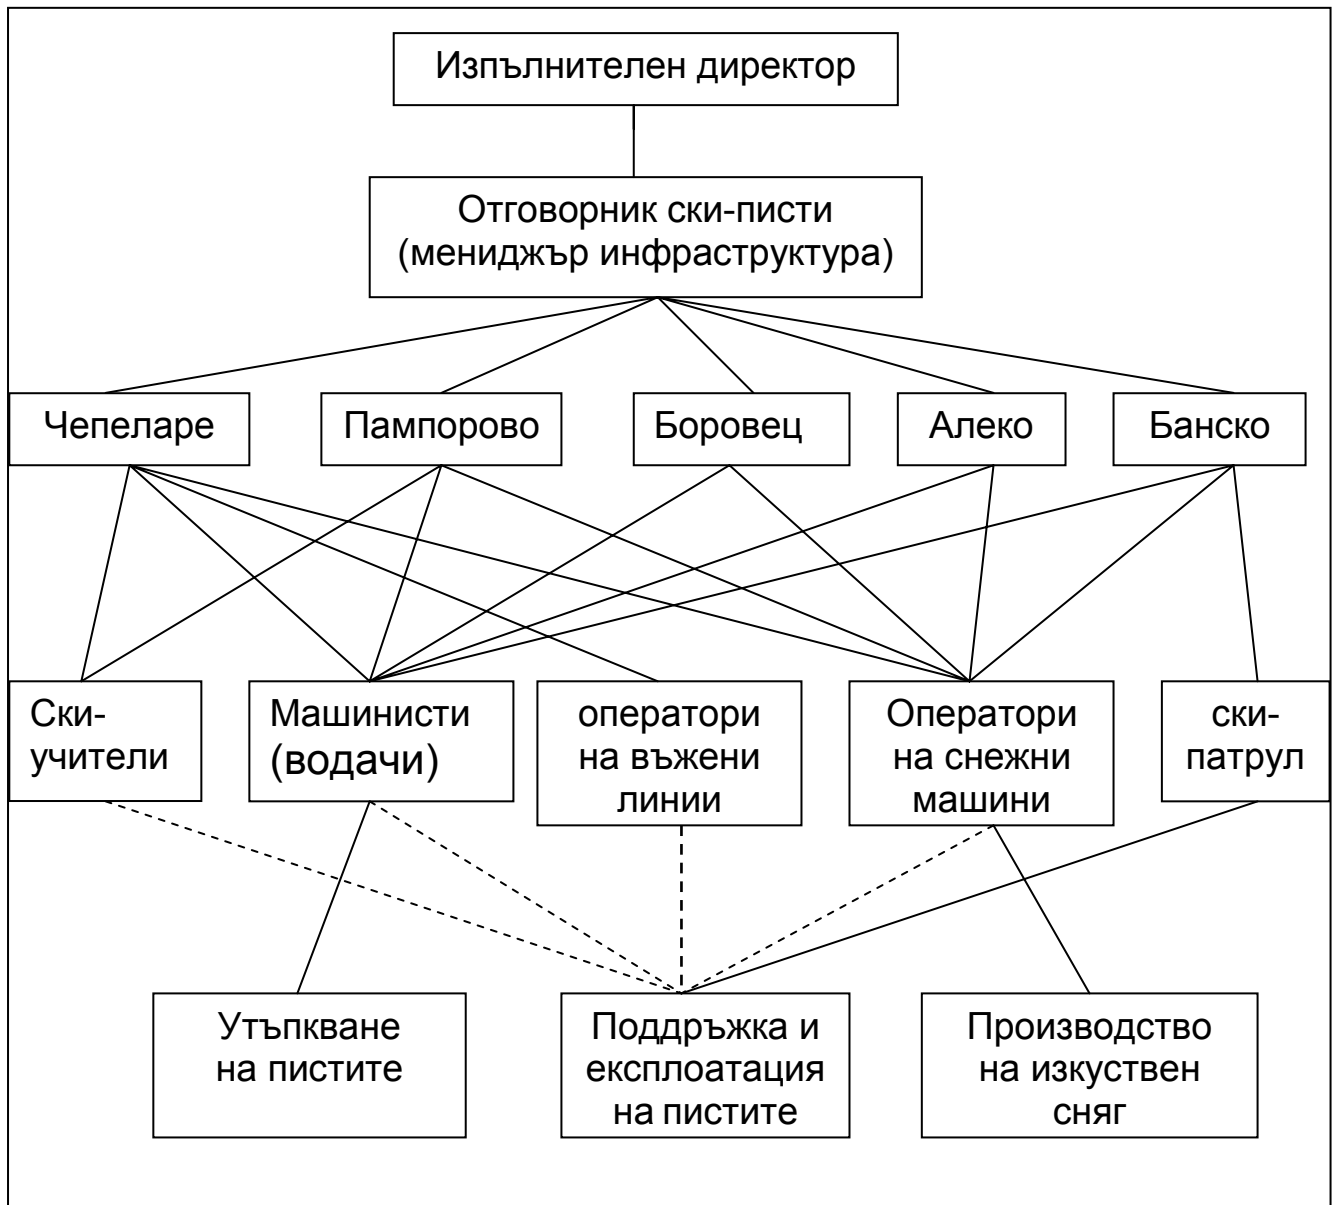 Изпълнителен директор
Отговорник ски-писти
(мениджър инфраструктура)
Чепеларе
Пампорово
Боровец
Алеко
Банско
Ски-
учители
Машинисти
(водачи)
оператори
на въжени
линии
Оператори
на снежни
машини
ски-
патрул
Утъпкване
на пистите
Поддръжка и
експлоатация
на пистите
Производство
на изкуствен
сняг